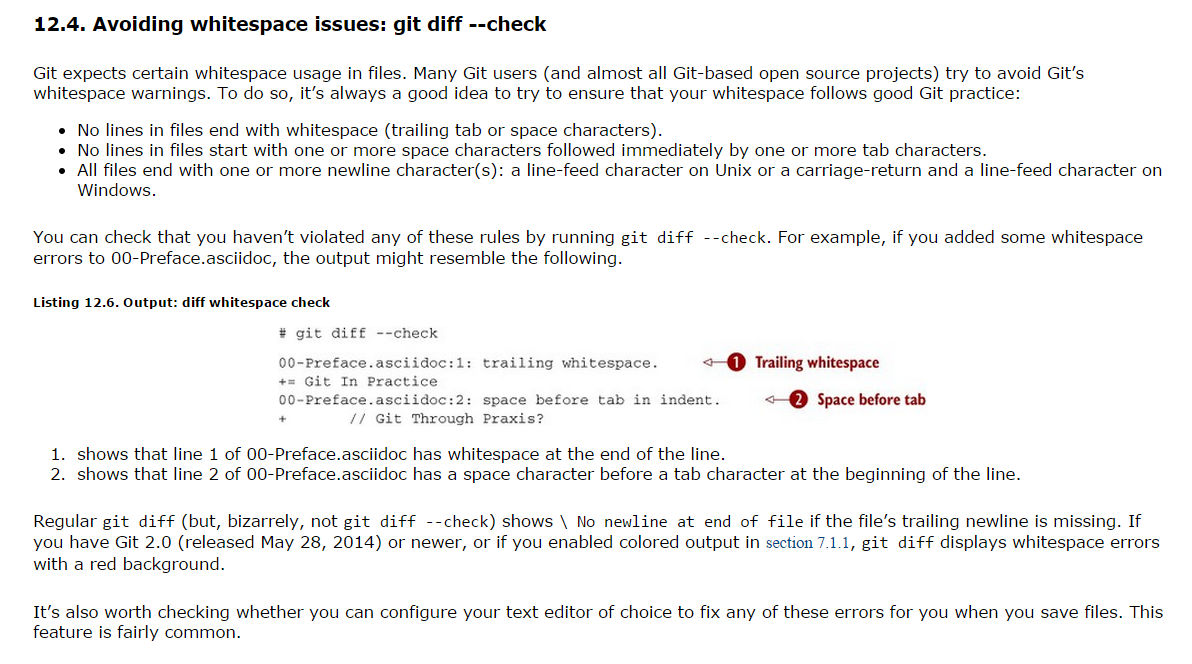 12.4. Avoiding whitespace issues: git diff --check
Git expects certain whitespace usage in files. Many Git users (and almost all Git-based open source projects) try to avoid Git's
whitespace warnings. To do so, it's always a good idea to try to ensure that your whitespace follows good Git practice:
• No lines in files end with whitespace (trailing tab or space characters).
• No lines in files start with one or more space characters followed immediately by one or more tab characters.
• All files end with one or more newline character(s): a line-feed character on Unix or a carriage-return and a line-feed character on
Windows.
You can check that you haven't violated any of these rules by running git diff --check. For example, if you added some whitespace
errors to 00-Preface.asciidoc, the output might resemble the following.
Listing 12.6. Output: diff whitespace check
# git diff --check
00-Preface.asciidoc:1: trailing whitespace. 1 Trailing whitespace
+= Git In Practice
00-Preface.asciidoc:2: space before tab in indent. 2 Space before tab
+ // Git Through Praxis?
1. shows that line 1 of 00-Preface.asciidoc has whitespace at the end of the line.
2. shows that line 2 of 00-Preface.asciidoc has a space character before a tab character at the beginning of the line.
Regular git diff (but, bizarrely, not git diff --check) shows \ No newline at end of file if the file's trailing newline is missing. If
you have Git 2.0 (released May 28, 2014) or newer, or if you enabled colored output in section 7.1.1, git diff displays whitespace errors
with a red background.
It's also worth checking whether you can configure your text editor of choice to fix any of these errors for you when you save files. This
feature is fairly common.